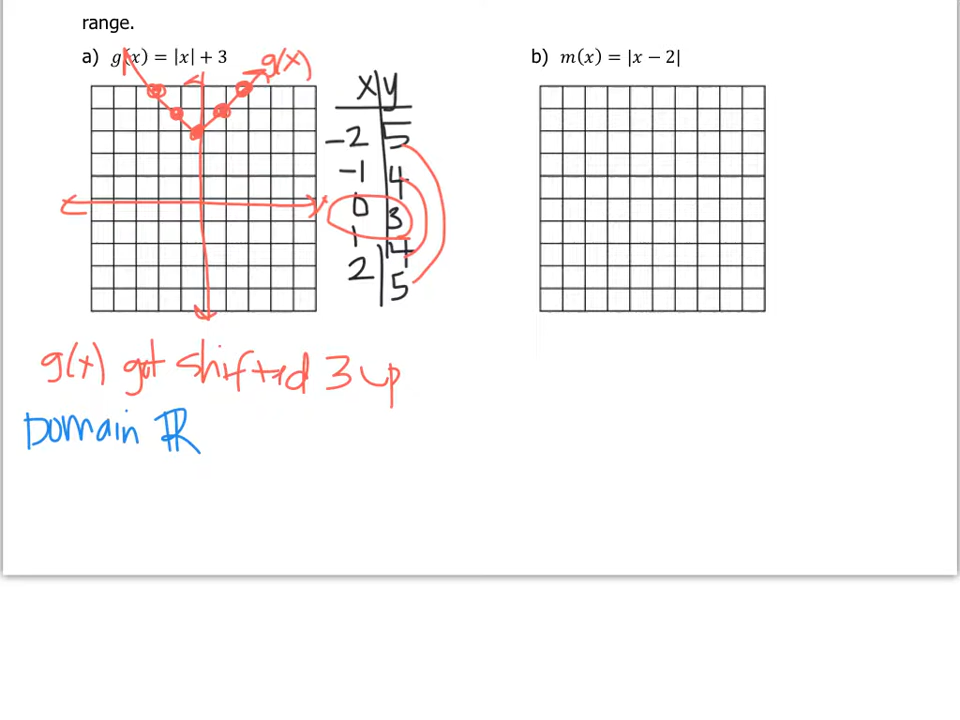 range.
a) g(x) = |x| + 3
b) m(x) = |x − 2|
g(x)
x y
-2 5
-1 4
0 3
1 4
2 5
g(x) got shifted 3 up
Domain ℝ